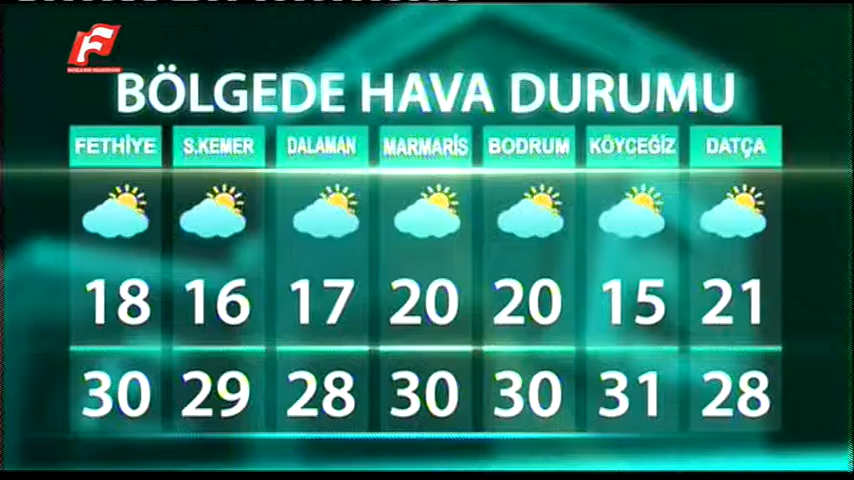 F
BÖLGEDE HAVA DURUMU
FETHİYE S.KEMER DALAMAN MARMARİS BODRUM KÖYCEĞİZ DATÇA
18 16 17 20 20 15 21
30 29 28 30 30 31 28